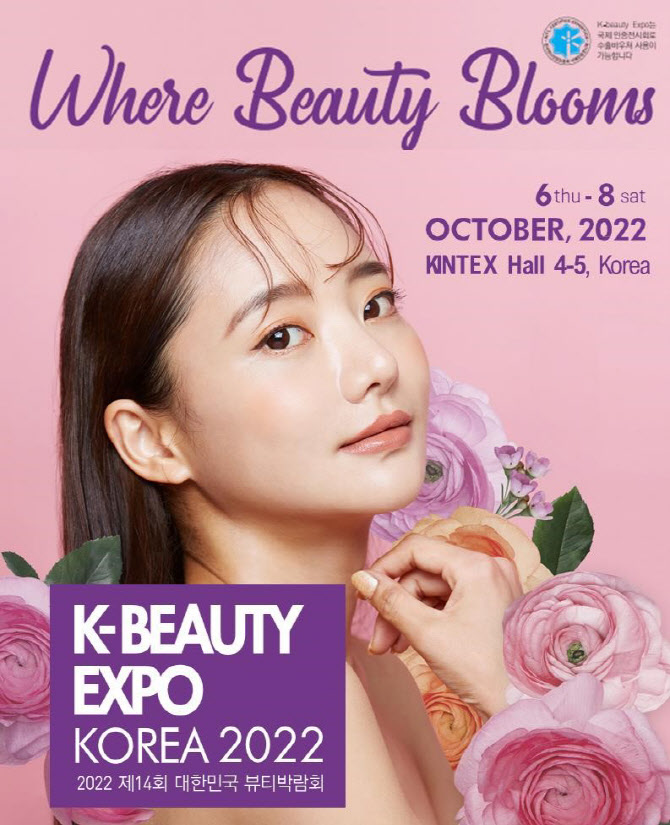 K-beauty Expo는
국제 인증전시회로
수출바우처 사용이
가능합니다
Where Beauty Blooms
6 thu - 8 sat
OCTOBER, 2022
KINTEX Hall 4-5, Korea
K-BEAUTY
EXPO
KOREA 2022
2022 제14회 대한민국 뷰티박람회